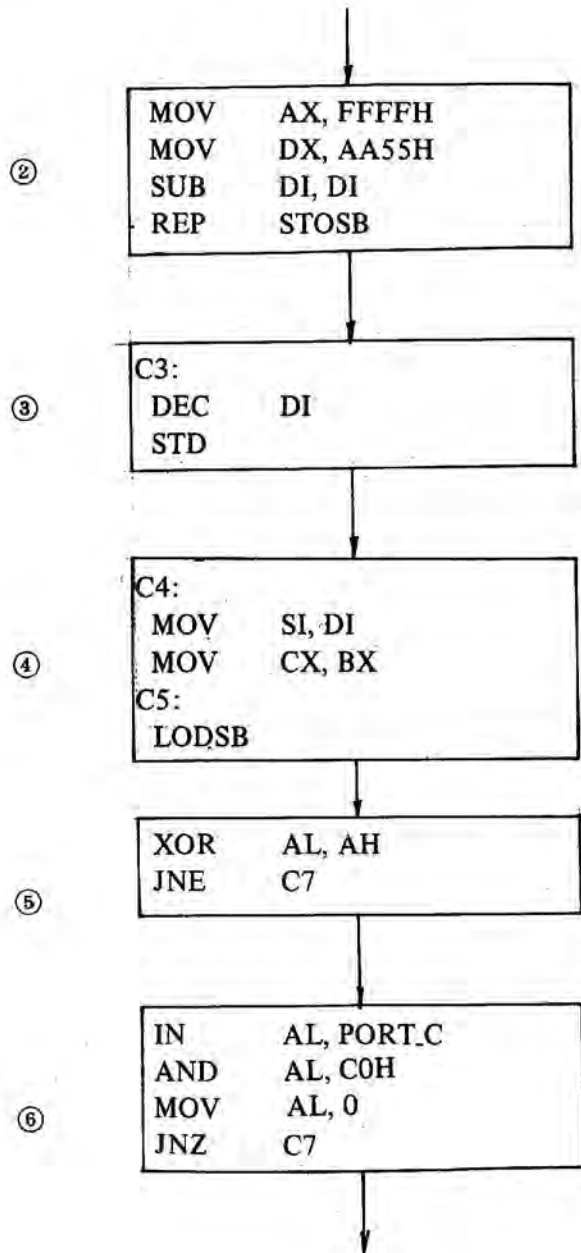 ②
MOV AX, FFFFH
MOV DX, AA55H
SUB DI, DI
REP STOSB
③
C3:
DEC DI
STD
④
C4:
MOV SI, DI
MOV CX, BX
C5:
LODSB
⑤
XOR AL, AH
JNE C7
⑥
IN AL, PORT_C
AND AL, C0H
MOV AL, 0
JNZ C7